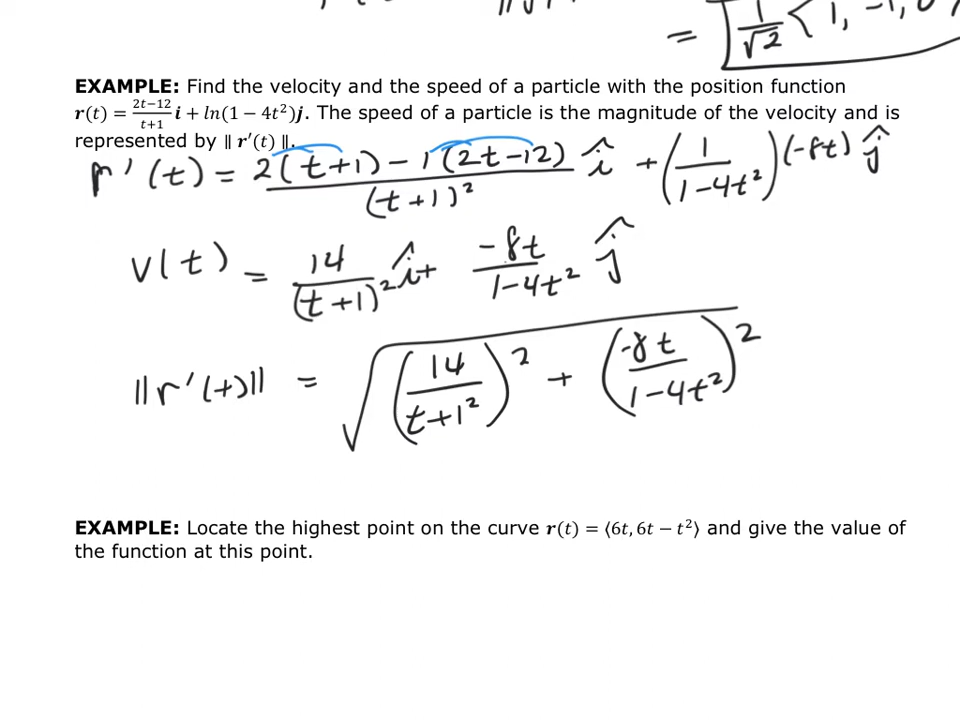 = 1/√2 ⟨1, -1, 0
EXAMPLE: Find the velocity and the speed of a particle with the position function
r(t) = (2t−12)/(t+1) i + ln(1 − 4t²)j. The speed of a particle is the magnitude of the velocity and is
represented by ∥ r′(t) ∥.
r'(t) = (2(t+1) − 1(2t−12))/(t+1)² î + (1/(1−4t²))(−8t) ĵ
v(t) = 14/(t+1)² î + −8t/(1−4t²) ĵ
||r'(t)|| = √((14/t+1²)² + (−8t/(1−4t²))²)
EXAMPLE: Locate the highest point on the curve r(t) = ⟨6t, 6t − t²⟩ and give the value of
the function at this point.